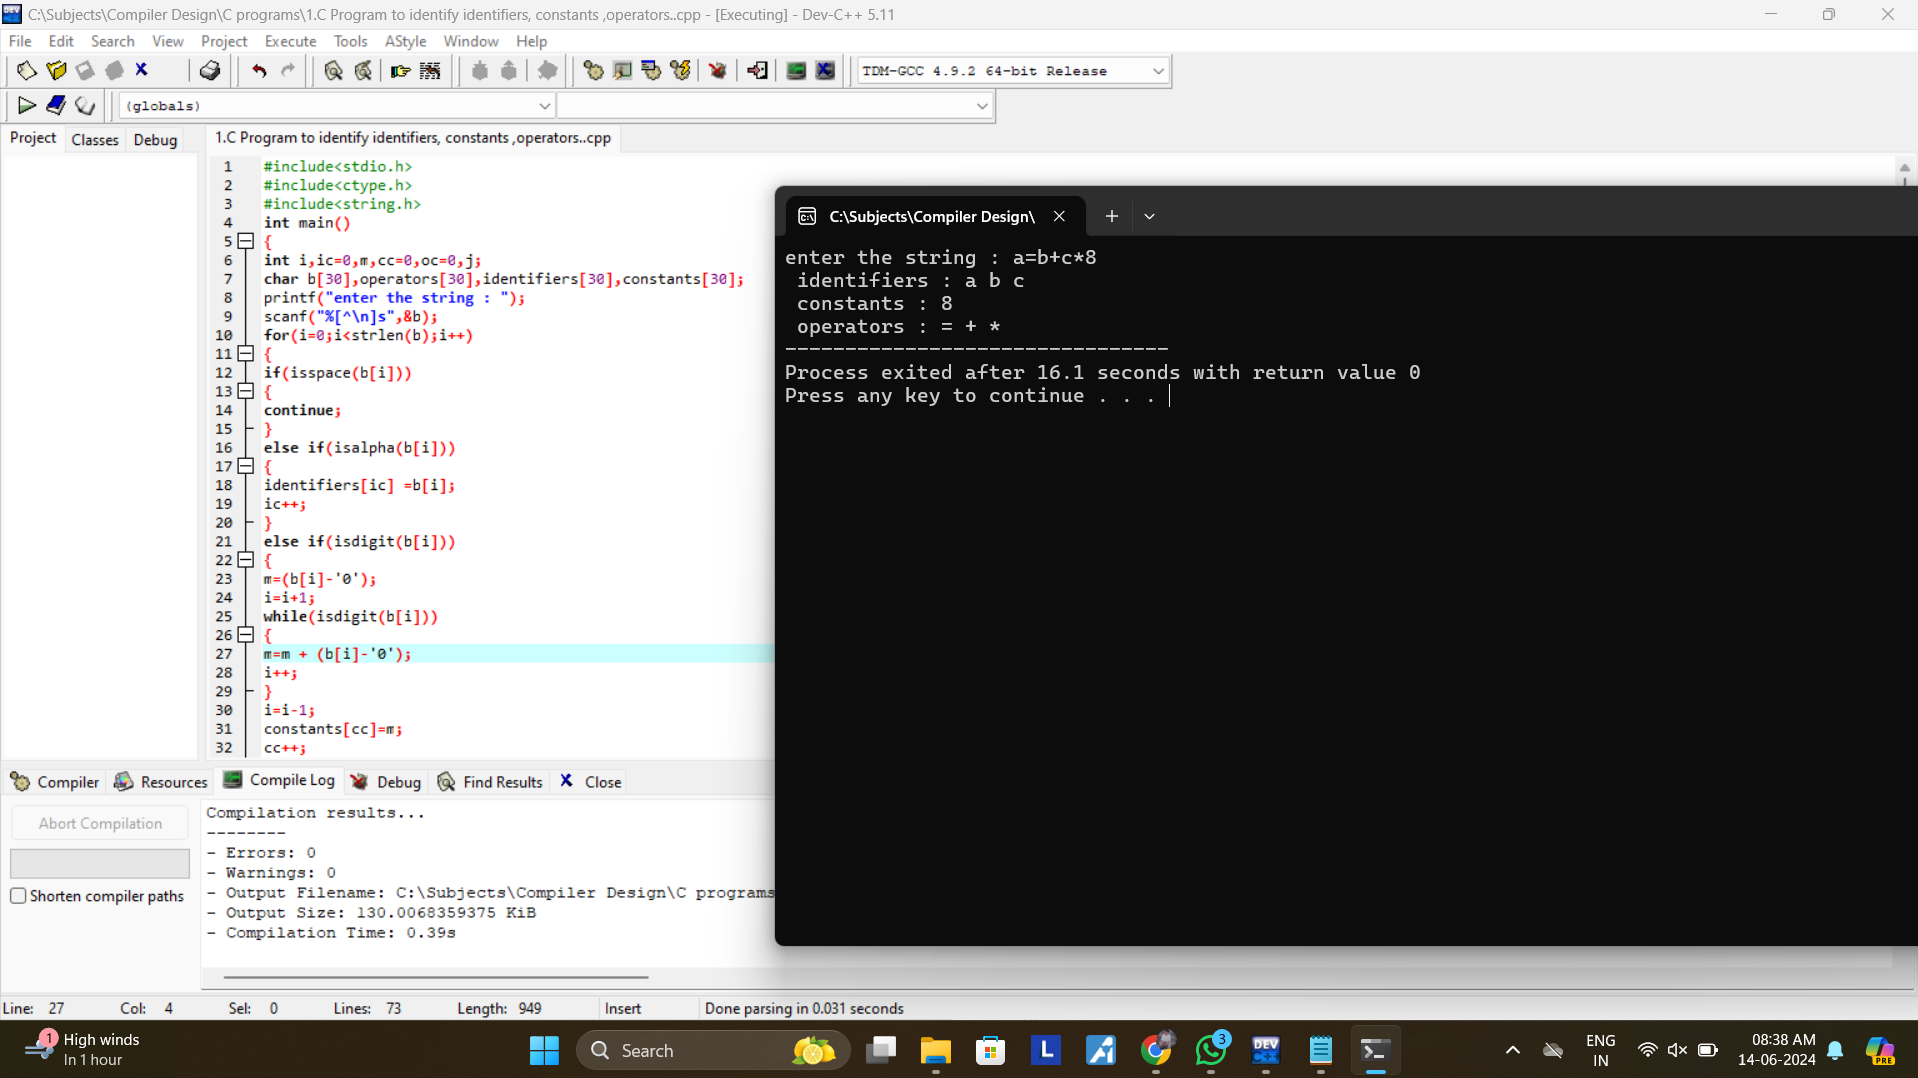 C:\Subjects\Compiler Design\C programs\1.C Program to identify identifiers, constants ,operators..cpp - [Executing] - Dev-C++ 5.11
File Edit Search View Project Execute Tools AStyle Window Help
TDM-GCC 4.9.2 64-bit Release
(globals)
Project Classes Debug
1.C Program to identify identifiers, constants ,operators..cpp
1 #include<stdio.h>
2 #include<ctype.h>
3 #include<string.h>
4 int main()
5 {
6 int i,ic=0,m,cc=0,oc=0,j;
7 char b[30],operators[30],identifiers[30],constants[30];
8 printf("enter the string : ");
9 scanf("%[^\n]s",&b);
10 for(i=0;i<strlen(b);i++)
11 {
12 if(isspace(b[i]))
13 {
14 continue;
15 }
16 else if(isalpha(b[i]))
17 {
18 identifiers[ic] =b[i];
19 ic++;
20 }
21 else if(isdigit(b[i]))
22 {
23 m=(b[i]-'0');
24 i=i+1;
25 while(isdigit(b[i]))
26 {
27 m=m + (b[i]-'0');
28 i++;
29 }
30 i=i-1;
31 constants[cc]=m;
32 cc++;
C:\Subjects\Compiler Design\
enter the string : a=b+c*8
identifiers : a b c
constants : 8
operators : = + *
--------------------------------
Process exited after 16.1 seconds with return value 0
Press any key to continue . . .
Compiler Resources Compile Log Debug Find Results Close
Abort Compilation
Shorten compiler paths
Compilation results...
--------
- Errors: 0
- Warnings: 0
- Output Filename: C:\Subjects\Compiler Design\C programs
- Output Size: 130.0068359375 KiB
- Compilation Time: 0.39s
Line: 27 Col: 4 Sel: 0 Lines: 73 Length: 949 Insert Done parsing in 0.031 seconds
1
High winds
In 1 hour
Search
L
3
DEV
C++
ENG
IN
08:38 AM
14-06-2024
PRE